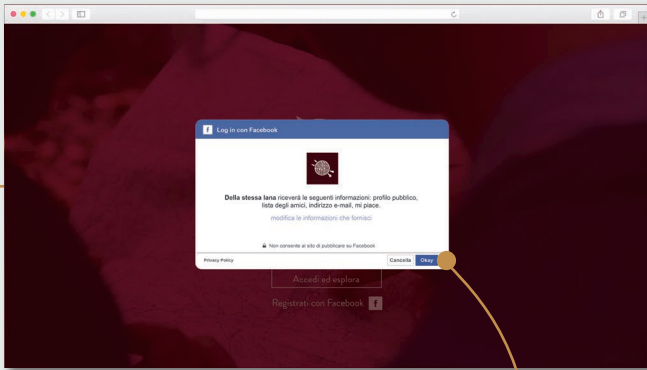 f Log in con Facebook
Della stessa lana riceverà le seguenti informazioni: profilo pubblico,
lista degli amici, indirizzo e-mail, mi piace.
modifica le informazioni che fornisci
Non consente al sito di pubblicare su Facebook
Privacy Policy Cancella Okay
Accedi ed esplora
Registrati con Facebook f